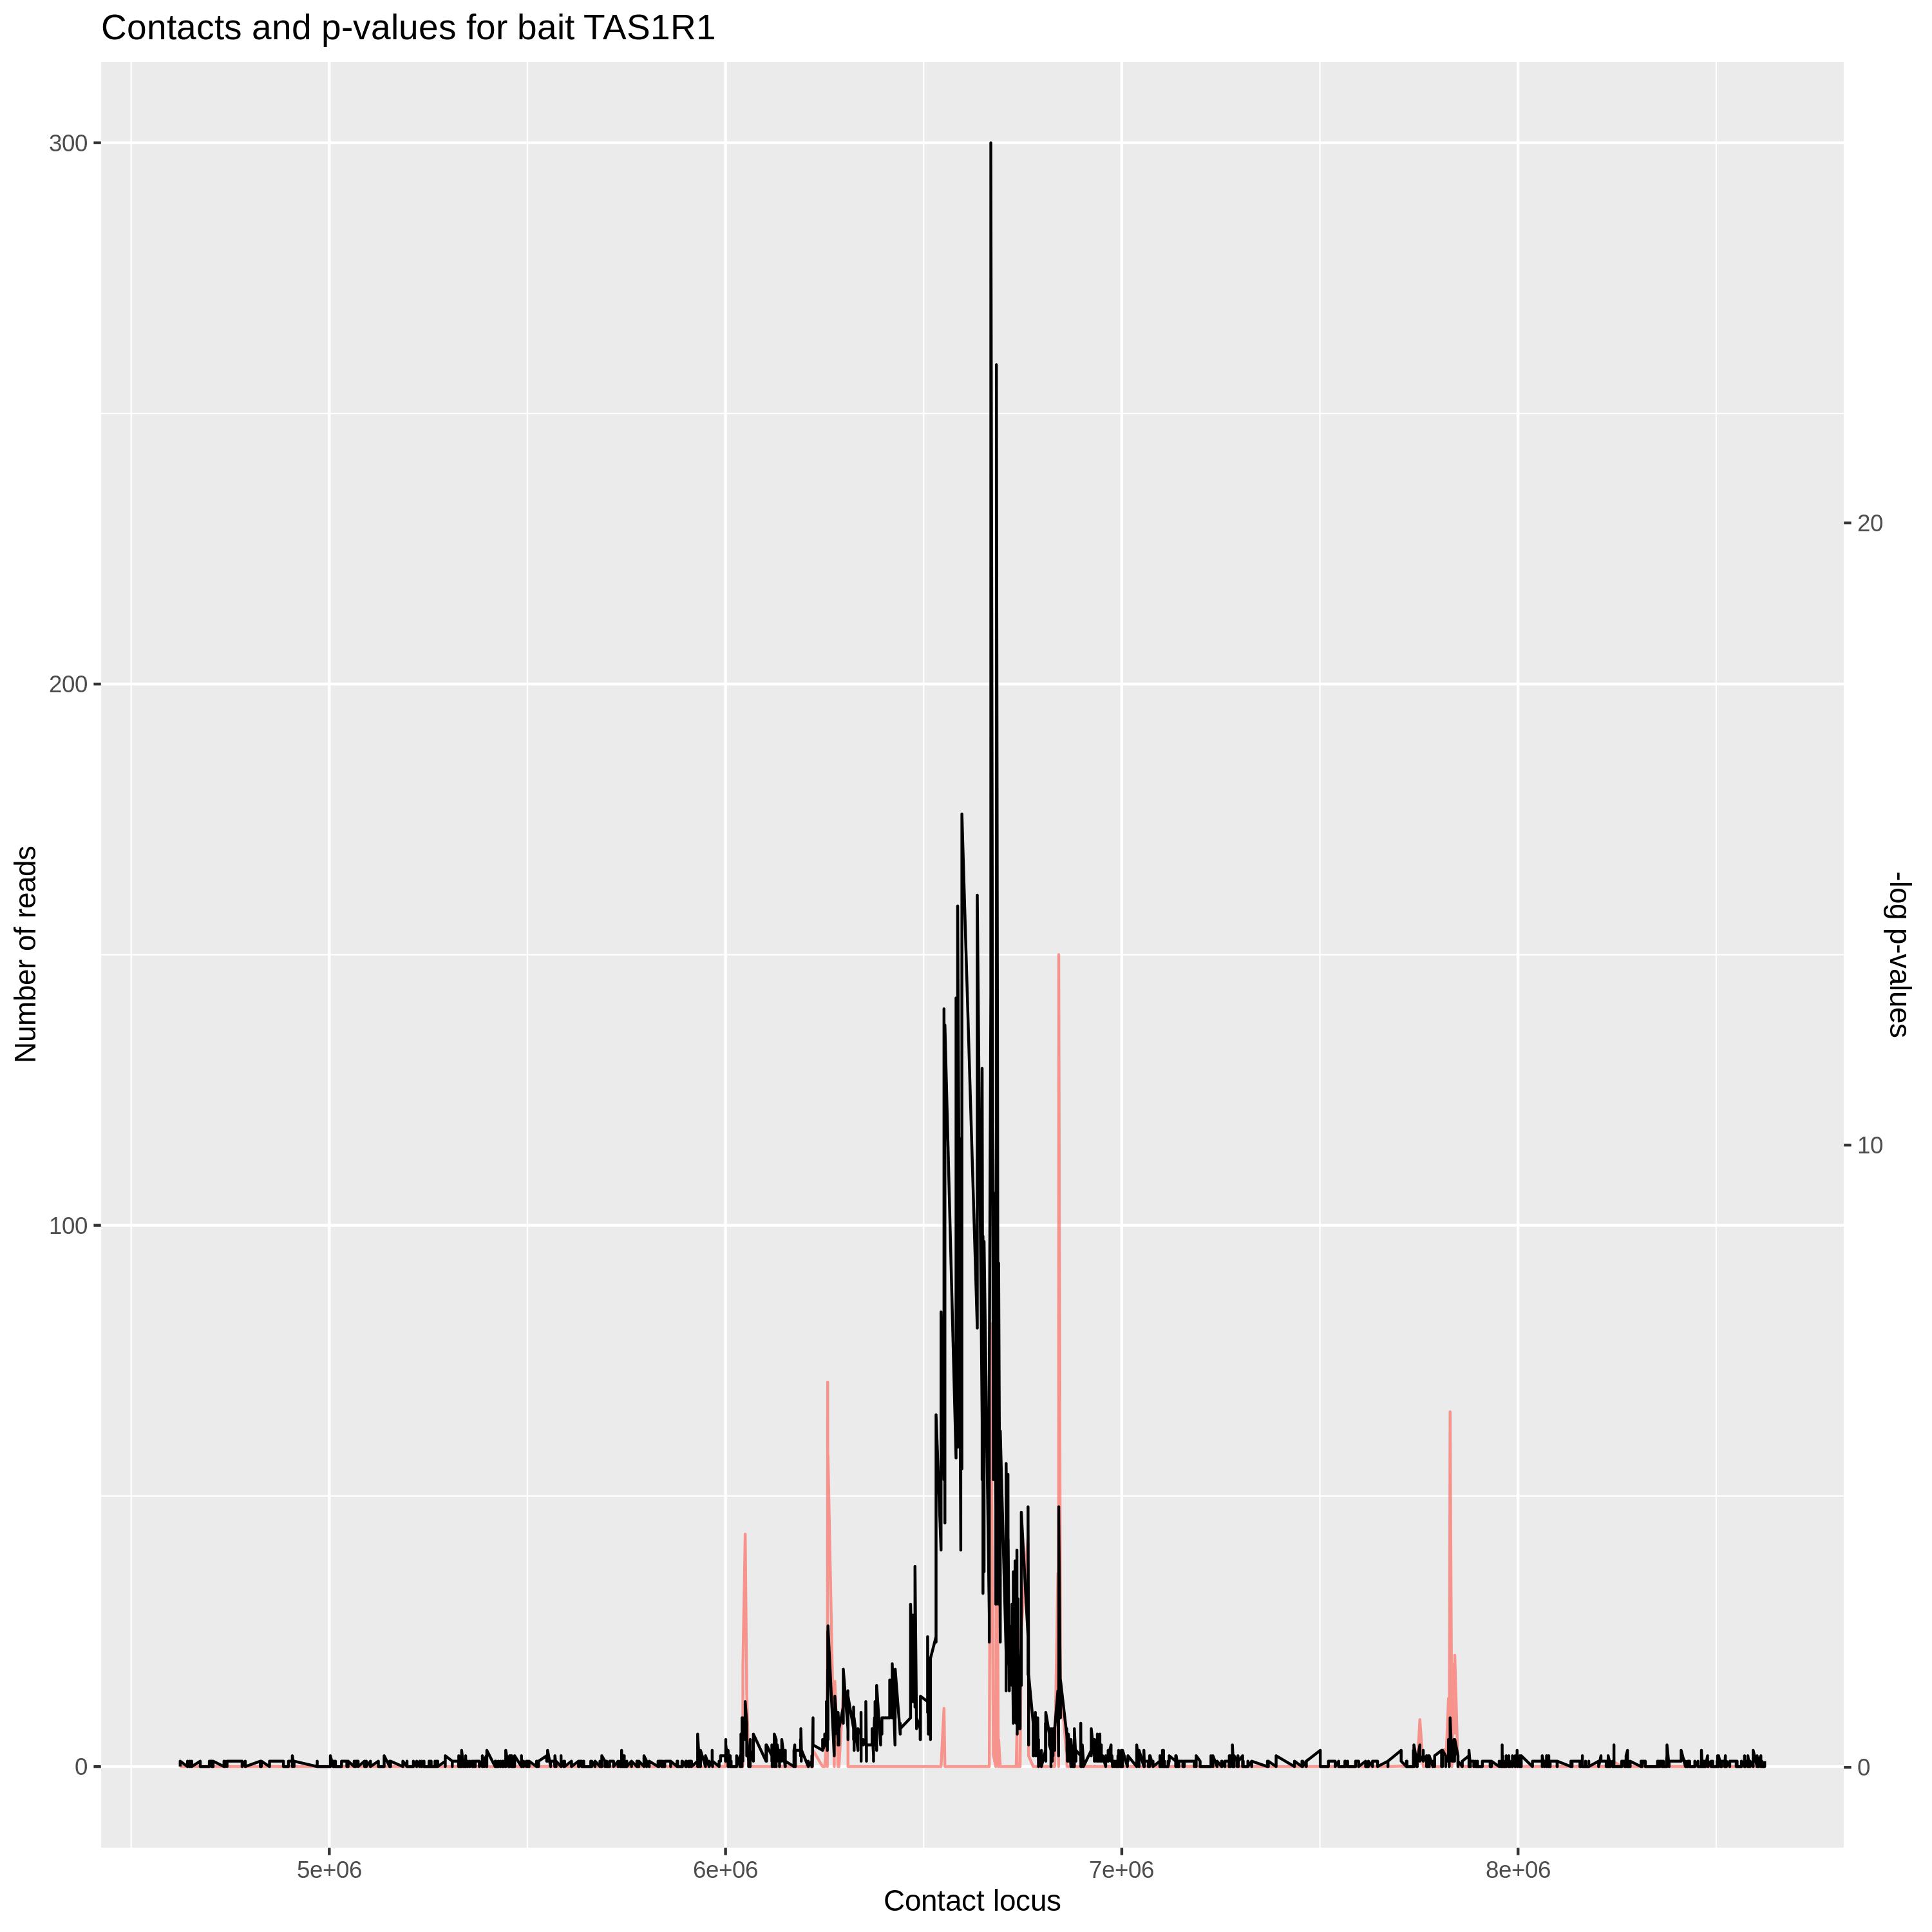 Contacts and p-values for bait TAS1R1
300
200
100
0
Number of reads
20
10
0
-log p-values
5e+06
6e+06
7e+06
8e+06
Contact locus